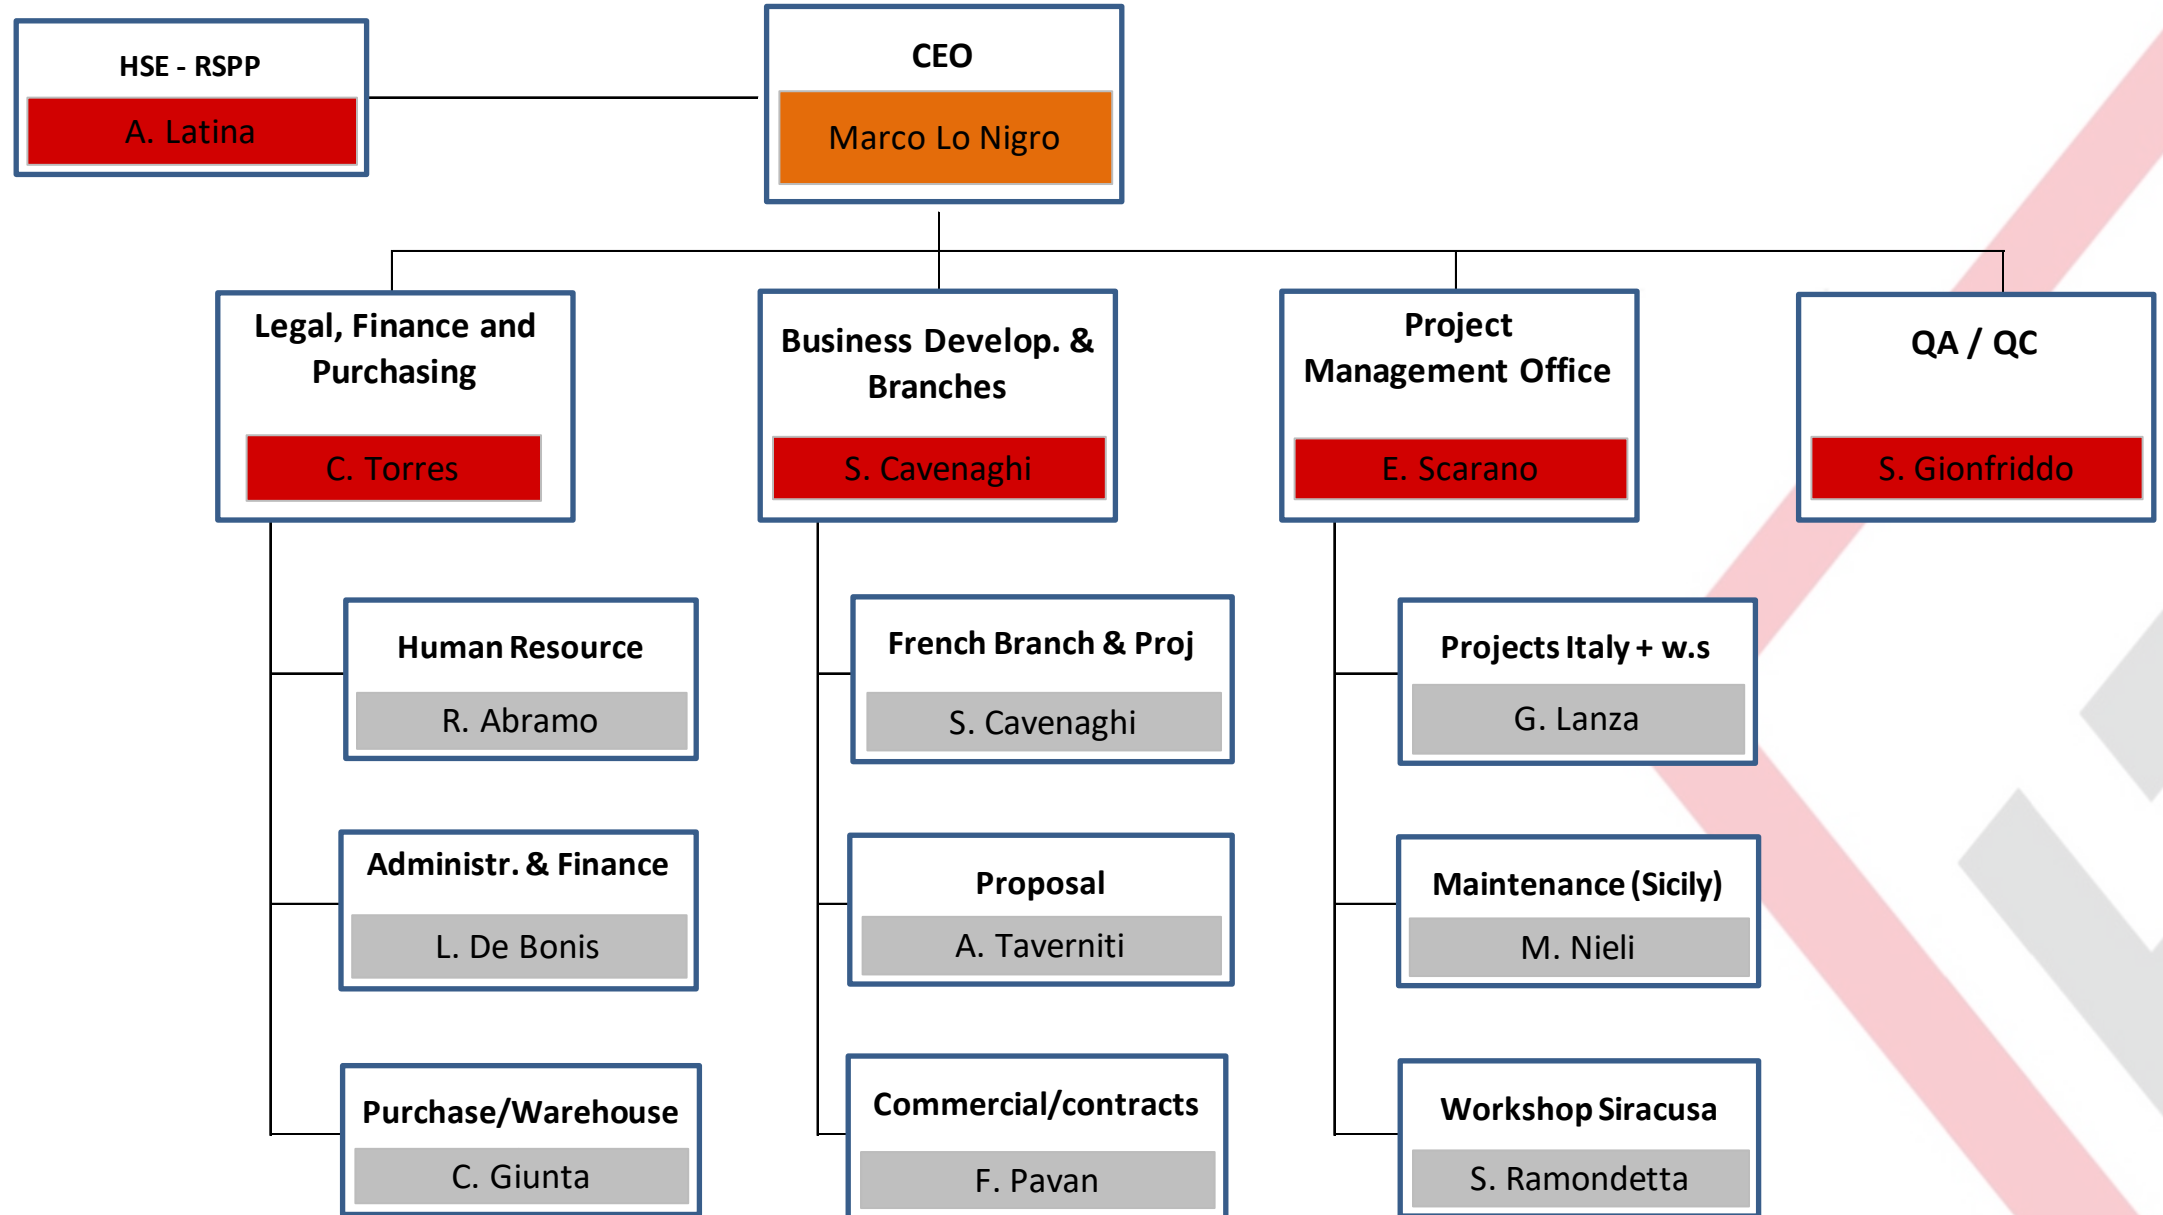 HSE - RSPP
A. Latina
CEO
Marco Lo Nigro
Legal, Finance and
Purchasing
C. Torres
Business Develop. &
Branches
S. Cavenaghi
Project
Management Office
E. Scarano
QA / QC
S. Gionfriddo
Human Resource
R. Abramo
French Branch & Proj
S. Cavenaghi
Projects Italy + w.s
G. Lanza
Administr. & Finance
L. De Bonis
Proposal
A. Taverniti
Maintenance (Sicily)
M. Nieli
Purchase/Warehouse
C. Giunta
Commercial/contracts
F. Pavan
Workshop Siracusa
S. Ramondetta